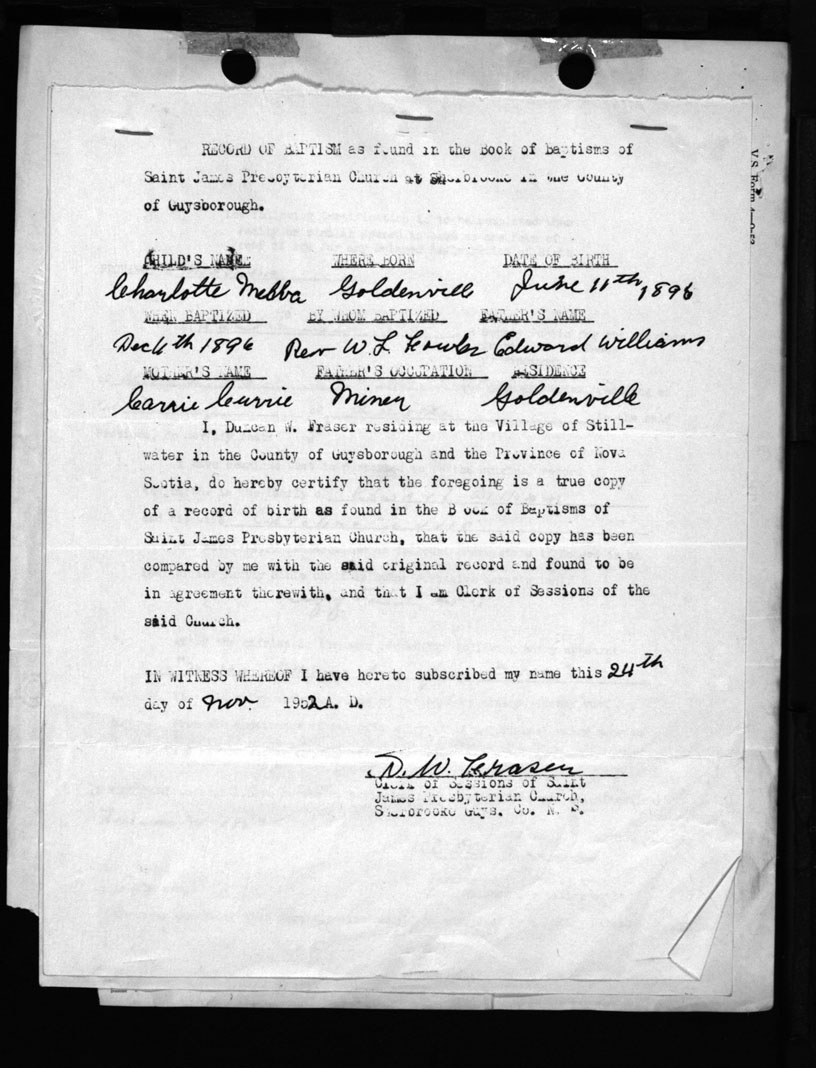 RECORD OF BAPTISM as found in the Book of Baptisms of
Saint James Presbyterian Church at Sherbrooke in the County
of Guysborough.
V.S. Form
CHILD'S NAME WHERE BORN DATE OF BIRTH
Charlotte Mebba Goldenville June 11th, 1896
WHEN BAPTIZED BY WHOM BAPTIZED FATHER'S NAME
Dec 4th 1896 Rev W. L. Fowler Edward Williams
MOTHER'S NAME FATHER'S OCCUPATION RESIDENCE
Carrie Currie Miner Goldenville
I, Duncan W. Fraser residing at the Village of Still-
water in the County of Guysborough and the Province of Nova
Scotia, do hereby certify that the foregoing is a true copy
of a record of birth as found in the Book of Baptisms of
Saint James Presbyterian Church, that the said copy has been
compared by me with the said original record and found to be
in agreement therewith, and that I am Clerk of Sessions of the
said Church.
IN WITNESS WHEREOF I have hereto subscribed my name this 24th
day of Nov 1952 A. D.
D. W. Fraser
Clerk of Sessions of Saint
James Presbyterian Church,
Sherbrooke Guys. Co. N. S.